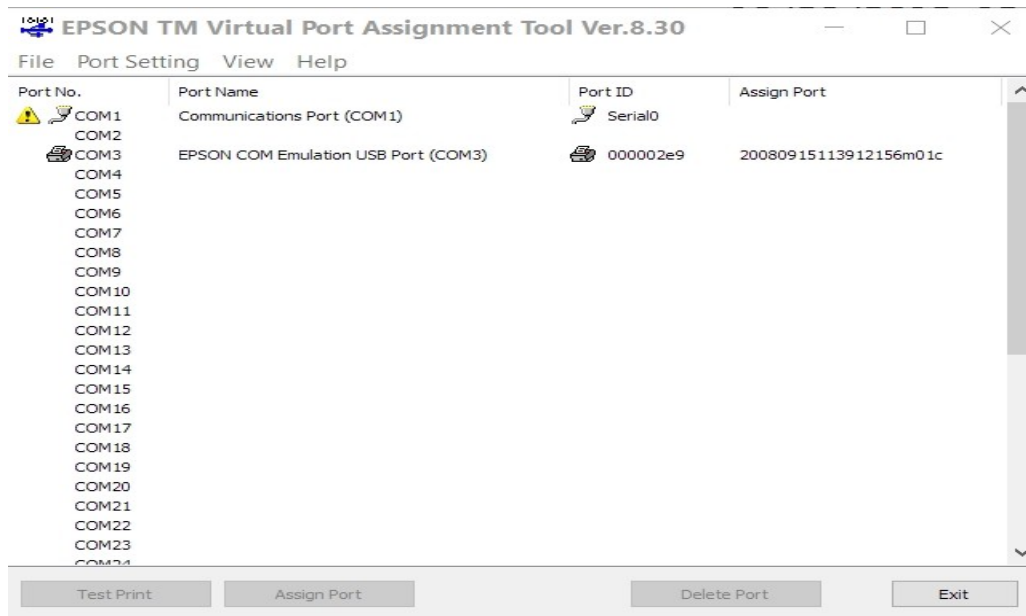 EPSON TM Virtual Port Assignment Tool Ver.8.30
File Port Setting View Help
Port No. Port Name Port ID Assign Port
COM1 Communications Port (COM1) Serial0
COM2
COM3 EPSON COM Emulation USB Port (COM3) 000002e9 20080915113912156m01c
COM4
COM5
COM6
COM7
COM8
COM9
COM10
COM11
COM12
COM13
COM14
COM15
COM16
COM17
COM18
COM19
COM20
COM21
COM22
COM23
COM24
Test Print Assign Port Delete Port Exit